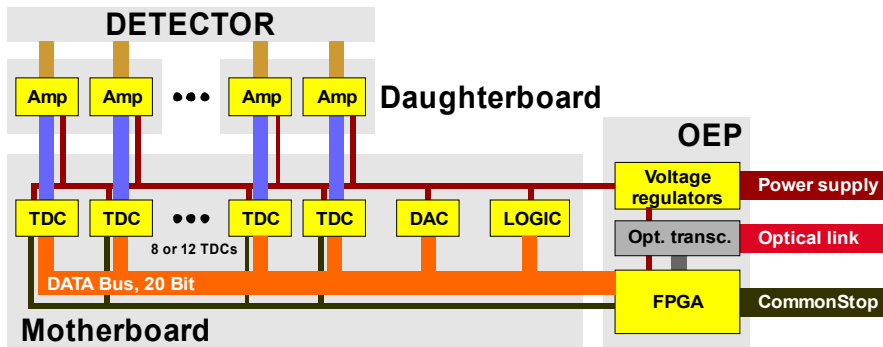 DETECTOR
Amp
Amp
•••
Amp
Amp
Daughterboard
OEP
Voltage
regulators
Power supply
TDC
TDC
•••
TDC
TDC
DAC
LOGIC
8 or 12 TDCs
Opt. transc.
Optical link
DATA Bus, 20 Bit
FPGA
CommonStop
Motherboard